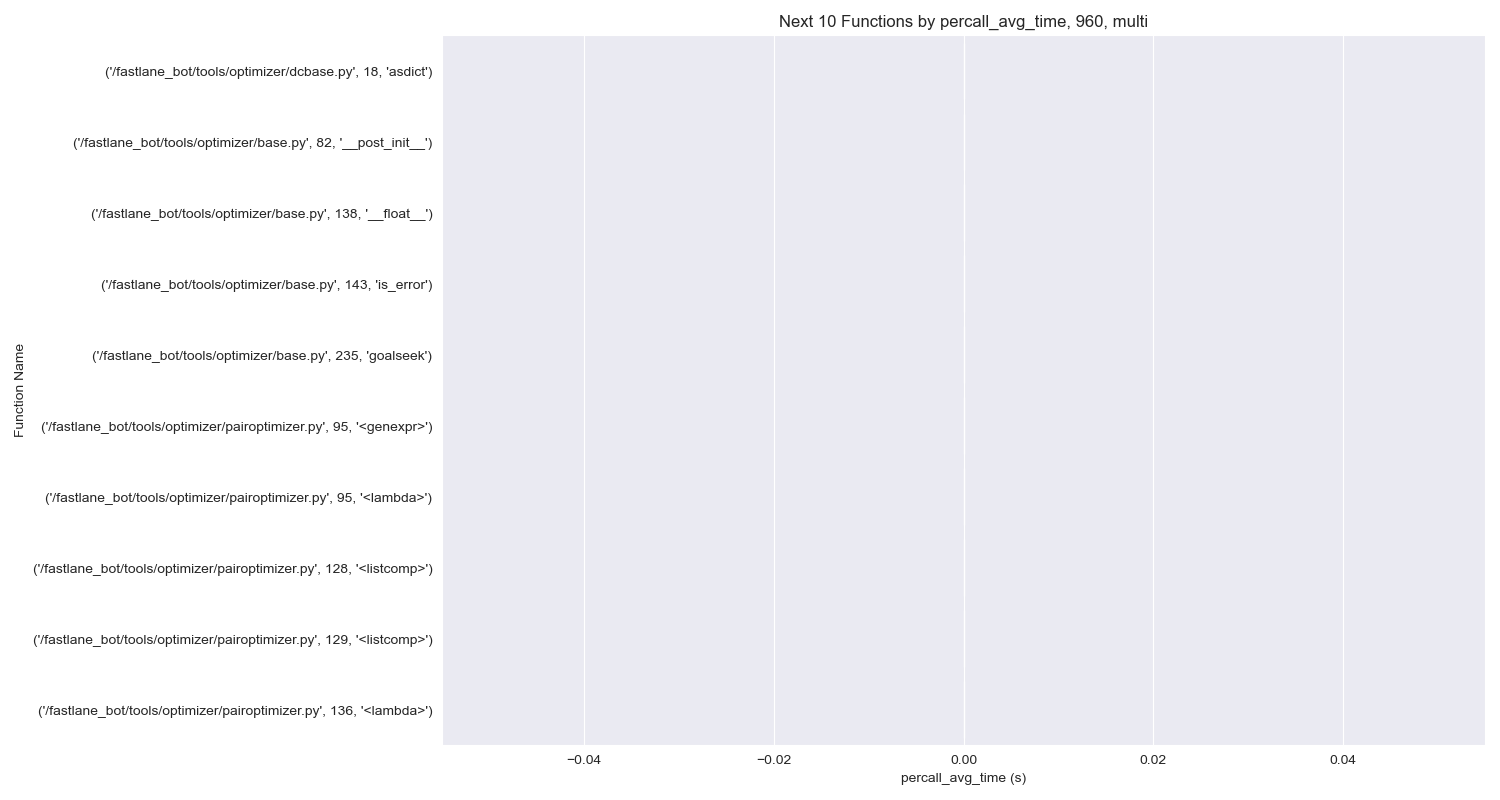 Next 10 Functions by percall_avg_time, 960, multi
('/fastlane_bot/tools/optimizer/dcbase.py', 18, 'asdict')
('/fastlane_bot/tools/optimizer/base.py', 82, '__post_init__')
('/fastlane_bot/tools/optimizer/base.py', 138, '__float__')
('/fastlane_bot/tools/optimizer/base.py', 143, 'is_error')
('/fastlane_bot/tools/optimizer/base.py', 235, 'goalseek')
('/fastlane_bot/tools/optimizer/pairoptimizer.py', 95, '<genexpr>')
('/fastlane_bot/tools/optimizer/pairoptimizer.py', 95, '<lambda>')
('/fastlane_bot/tools/optimizer/pairoptimizer.py', 128, '<listcomp>')
('/fastlane_bot/tools/optimizer/pairoptimizer.py', 129, '<listcomp>')
('/fastlane_bot/tools/optimizer/pairoptimizer.py', 136, '<lambda>')
Function Name
−0.04 −0.02 0.00 0.02 0.04
percall_avg_time (s)